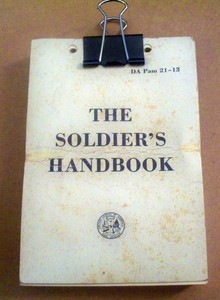 DA Pam 21-13
THE
SOLDIER'S
HANDBOOK